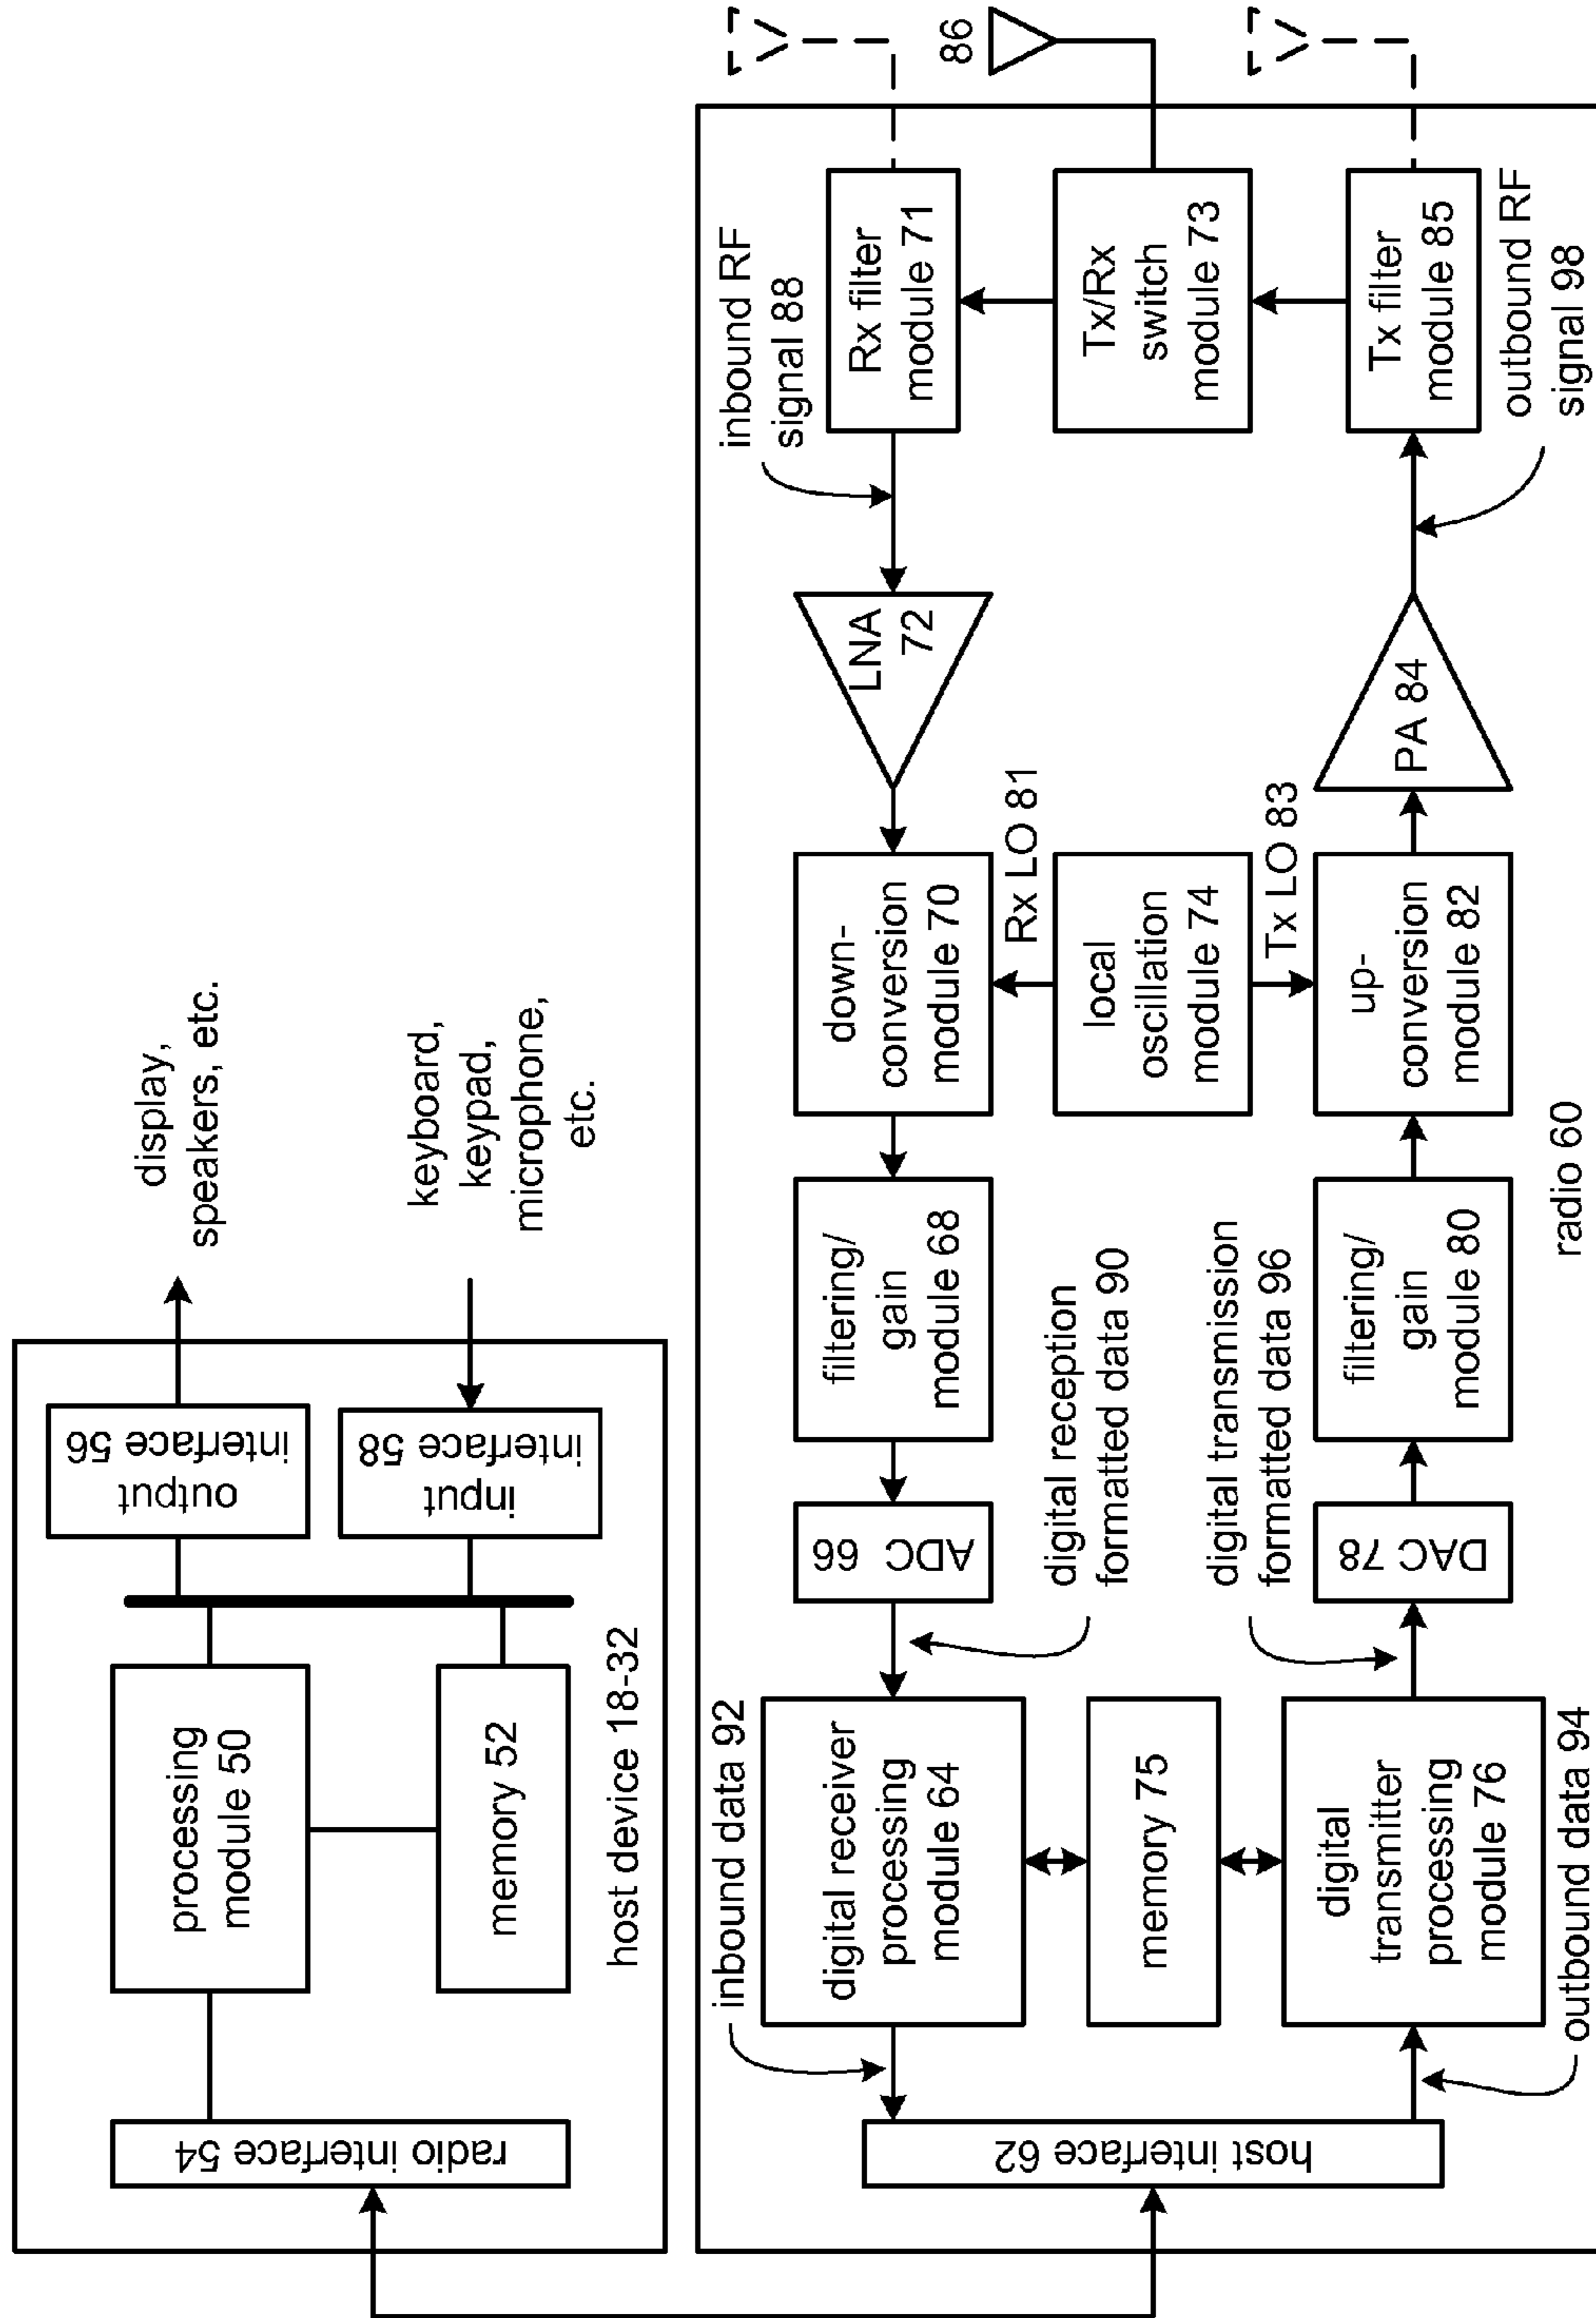 radio interface 54
processing
module 50
memory 52
output
interface 56
input
interface 58
display,
speakers, etc.
keyboard,
keypad,
microphone,
etc.
host device 18-32
host interface 62
inbound data 92
digital receiver
processing
module 64
memory 75
digital
transmitter
processing
module 76
outbound data 94
ADC 66
digital reception
formatted data 90
digital transmission
formatted data 96
DAC 78
filtering/
gain
module 68
filtering/
gain
module 80
down-
conversion
module 70
Rx LO 81
local
oscillation
module 74
Tx LO 83
up-
conversion
module 82
radio 60
LNA
72
PA 84
inbound RF
signal 88
Rx filter
module 71
Tx/Rx
switch
module 73
Tx filter
module 85
outbound RF
signal 98
86